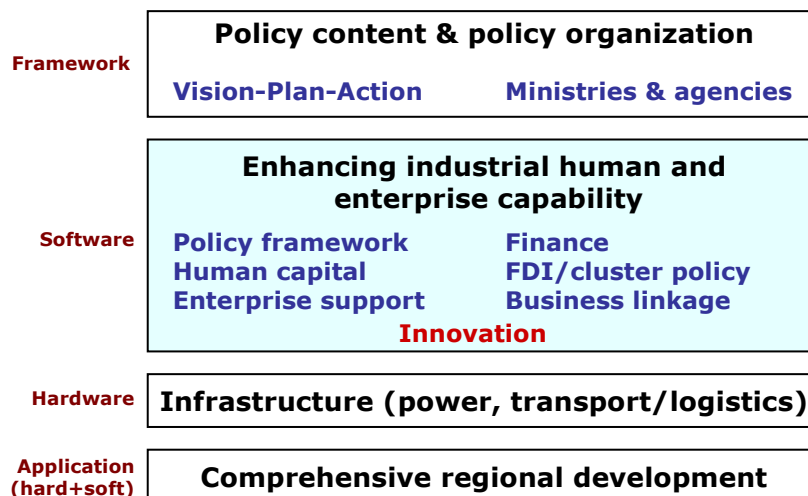 Framework
Policy content & policy organization
Vision-Plan-Action
Ministries & agencies
Software
Enhancing industrial human and
enterprise capability
Policy framework
Finance
Human capital
FDI/cluster policy
Enterprise support
Business linkage
Innovation
Hardware
Infrastructure (power, transport/logistics)
Application
(hard+soft)
Comprehensive regional development